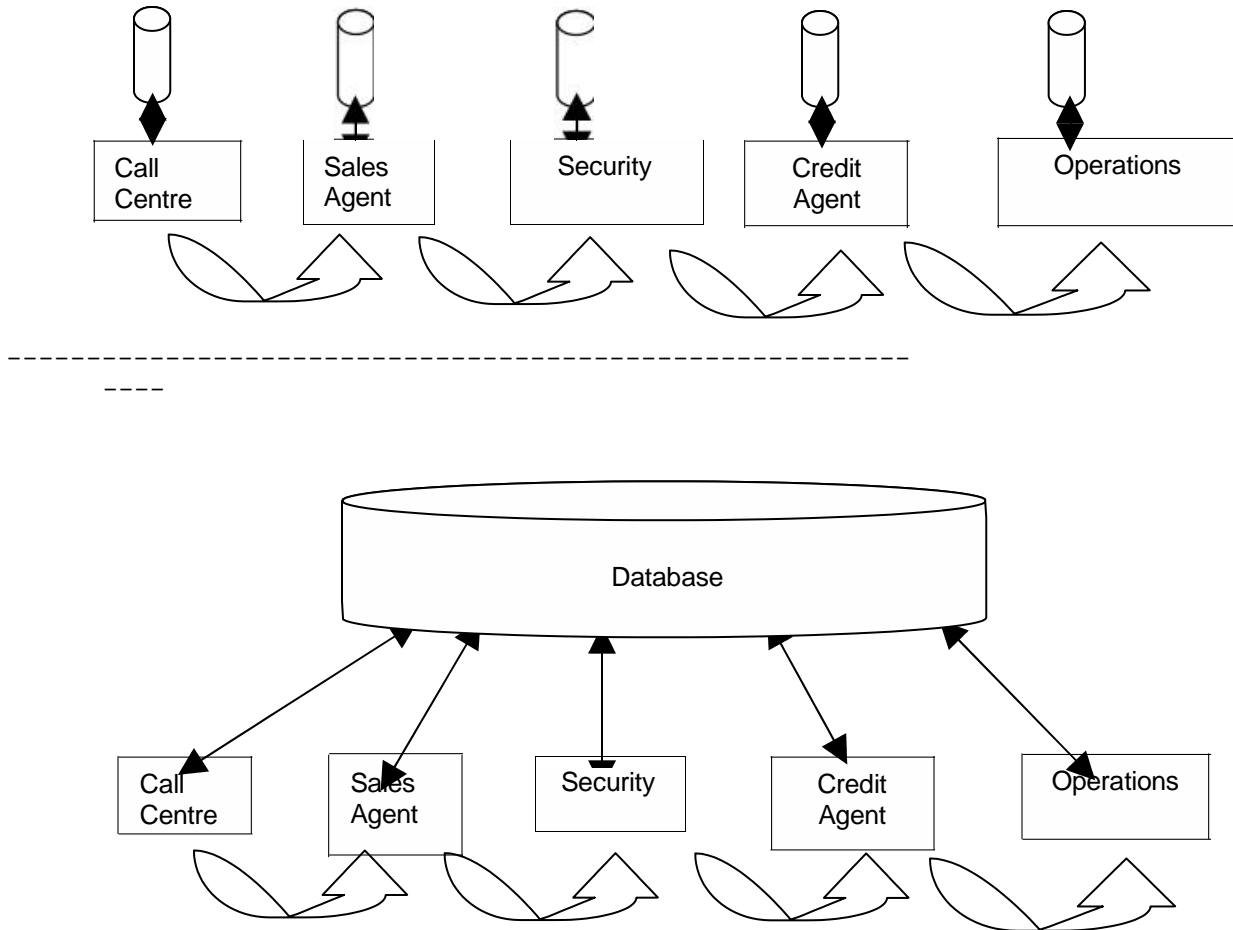 Call
Centre
Sales
Agent
Security
Credit
Agent
Operations
Database
Call
Centre
Sales
Agent
Security
Credit
Agent
Operations